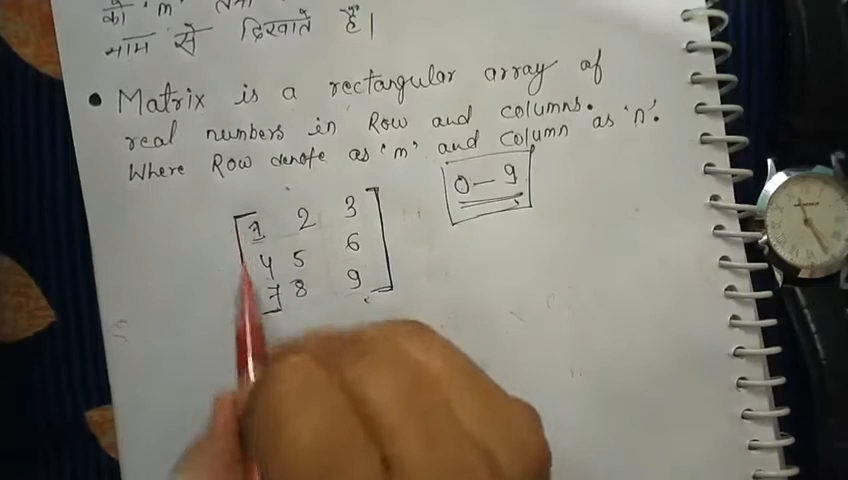 को 'm'
नाम से दिखाते हैं।
• Matrix is a rectangular array of
real numbers in Row and columns.
Where Row denote as 'm' and column as 'n'.
0 — 9
1 2 3
4 5 6
7 8 9